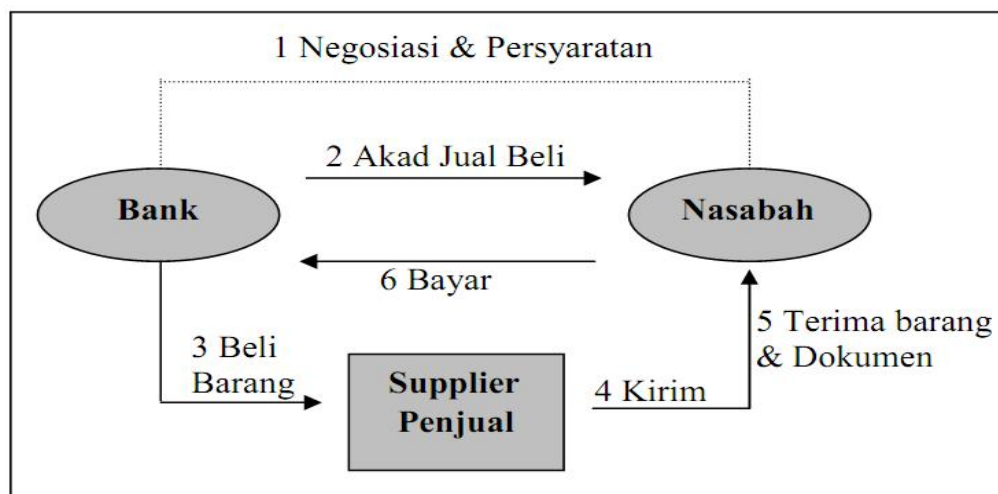 1 Negosiasi & Persyaratan
2 Akad Jual Beli
Bank
Nasabah
6 Bayar
3 Beli
Barang
Supplier
Penjual
4 Kirim
5 Terima barang
& Dokumen